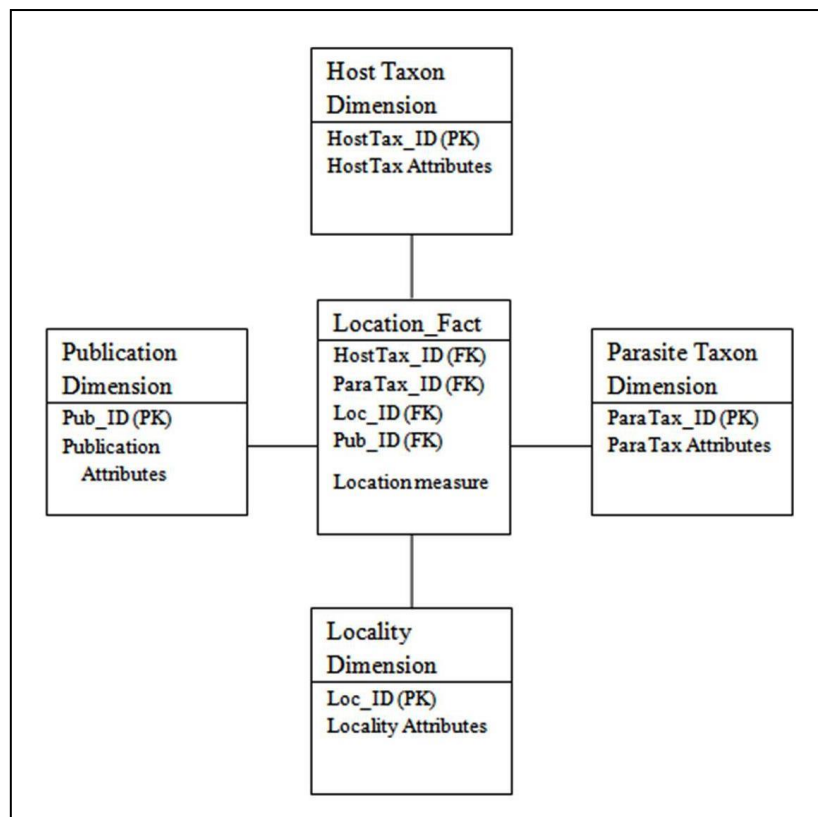 Host Taxon
Dimension
HostTax_ID (PK)
HostTax Attributes
Publication
Dimension
Pub_ID (PK)
Publication
Attributes
Location_Fact
HostTax_ID (FK)
ParaTax_ID (FK)
Loc_ID (FK)
Pub_ID (FK)
Location measure
Parasite Taxon
Dimension
ParaTax_ID (PK)
ParaTax Attributes
Locality
Dimension
Loc_ID (PK)
Locality Attributes